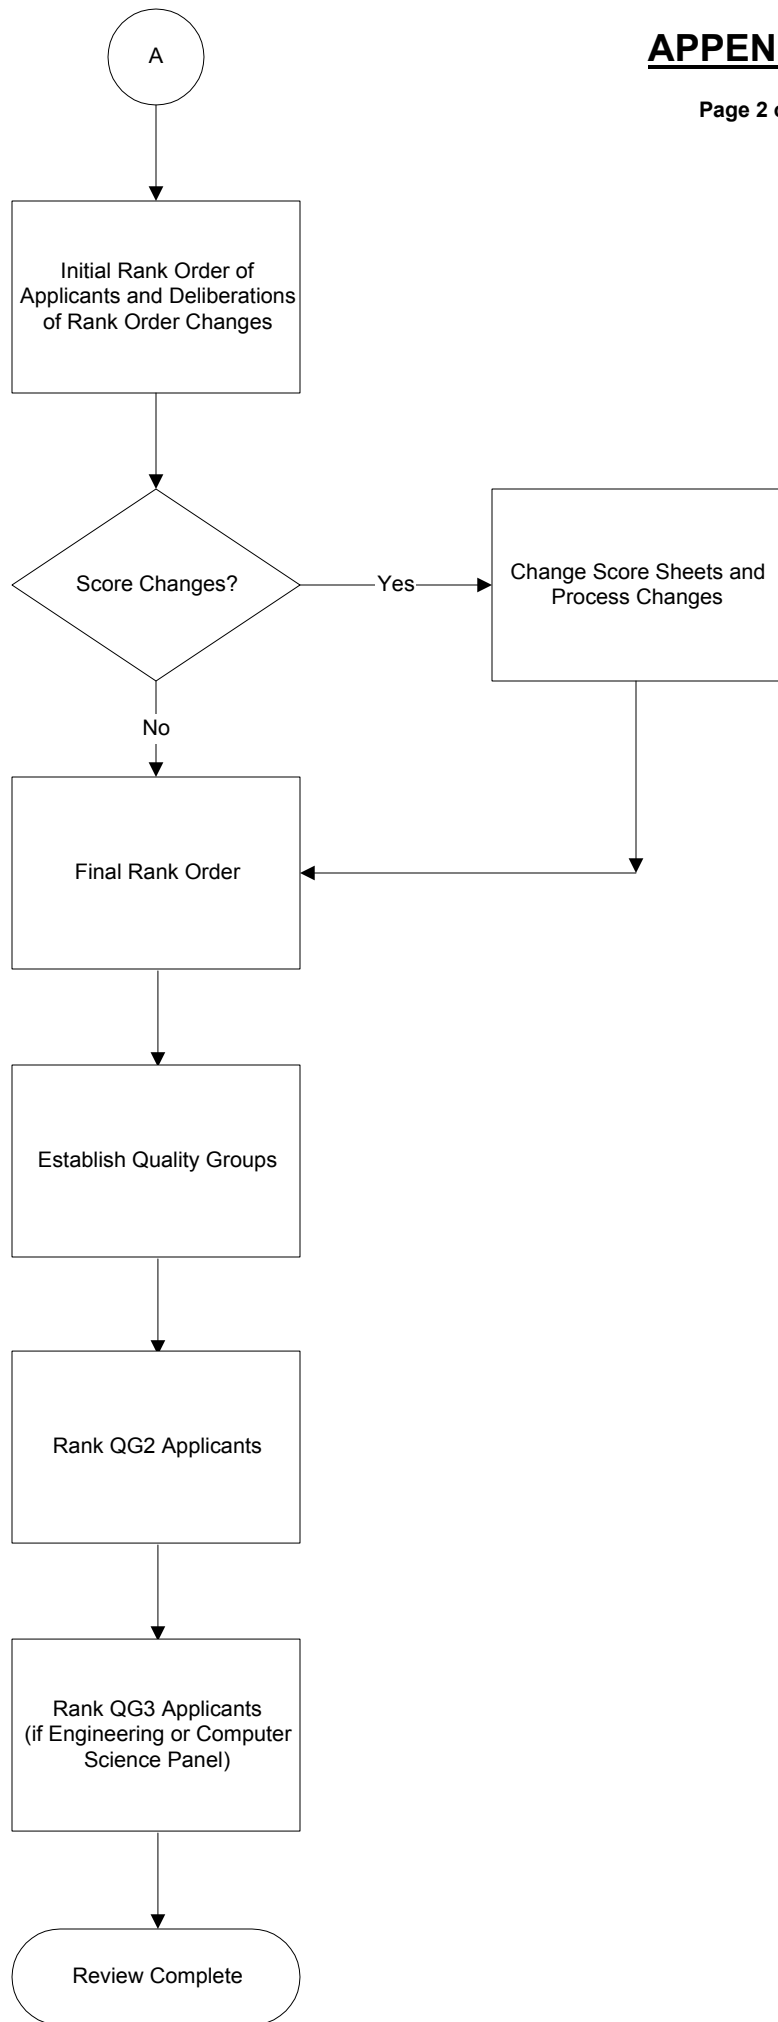 A
APPEN
Page 2
Initial Rank Order of
Applicants and Deliberations
of Rank Order Changes
Score Changes?
Yes
Change Score Sheets and
Process Changes
No
Final Rank Order
Establish Quality Groups
Rank QG2 Applicants
Rank QG3 Applicants
(if Engineering or Computer
Science Panel)
Review Complete